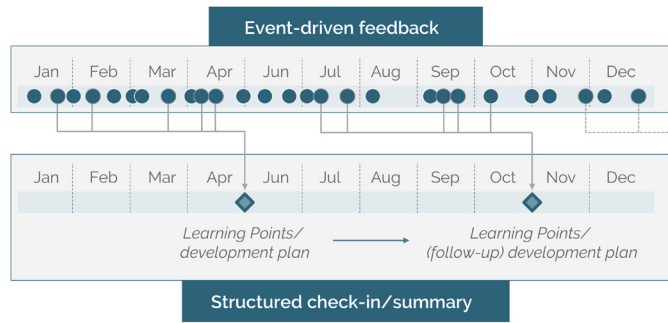 Event-driven feedback
Jan Feb Mar Apr Jun Jul Aug Sep Oct Nov Dec
Jan Feb Mar Apr Jun Jul Aug Sep Oct Nov Dec
Learning Points/
development plan
Learning Points/
(follow-up) development plan
Structured check-in/summary